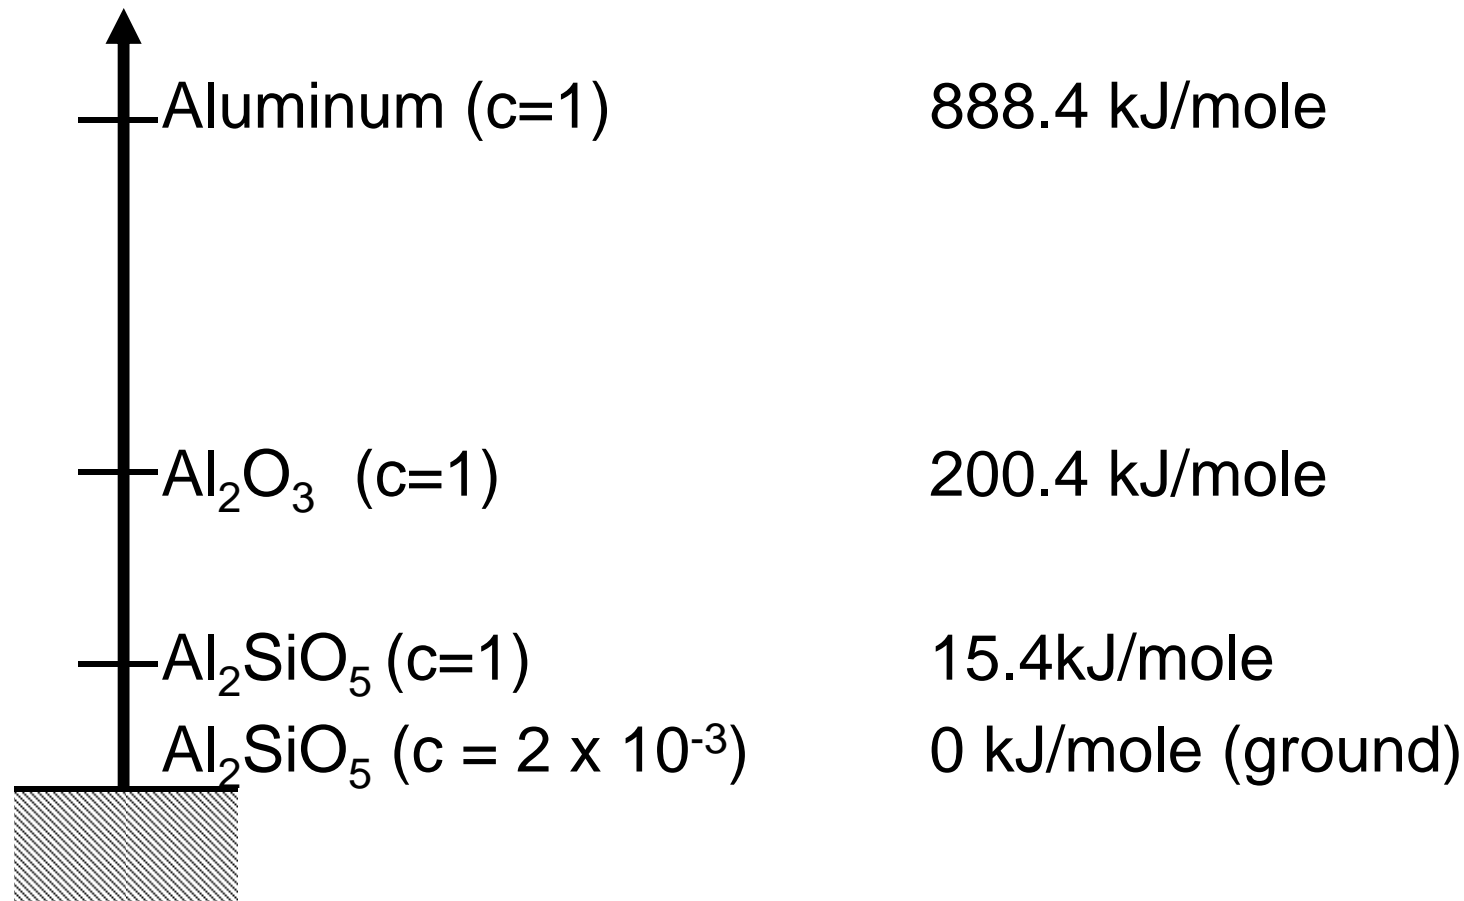 Aluminum (c=1) 888.4 kJ/mole
Al₂O₃ (c=1) 200.4 kJ/mole
Al₂SiO₅ (c=1) 15.4kJ/mole
Al₂SiO₅ (c = 2 x 10⁻³) 0 kJ/mole (ground)